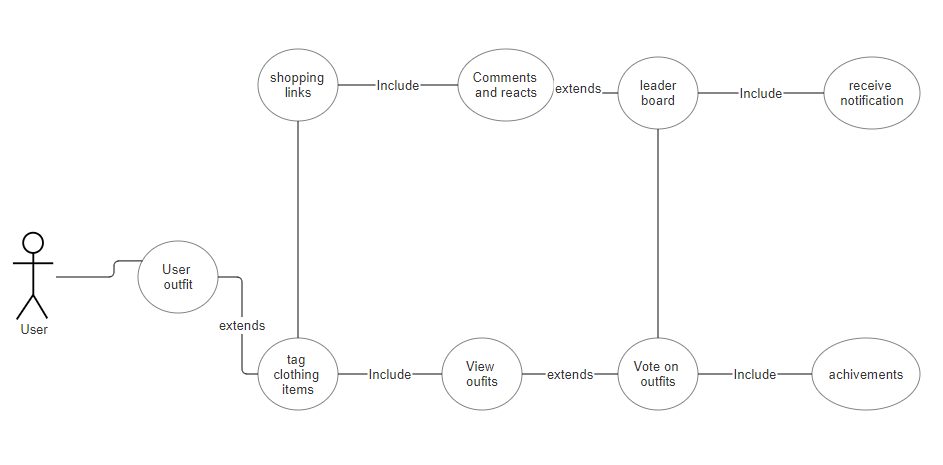 shopping
links
Include
Comments
and reacts
extends
leader
board
Include
receive
notification
User
User
outfit
extends
tag
clothing
items
Include
View
oufits
extends
Vote on
outfits
Include
achivements